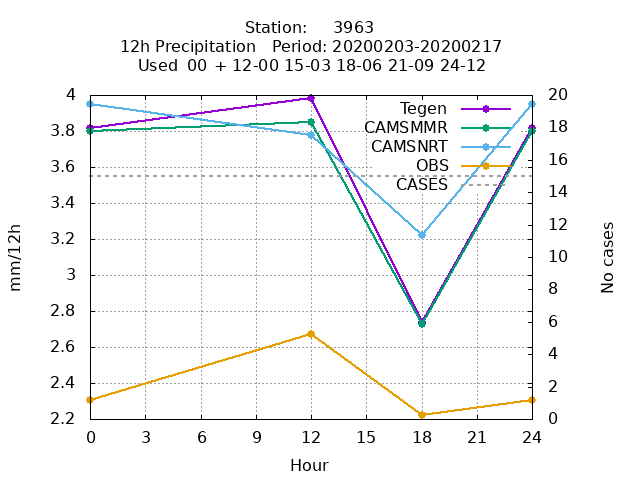 Station: 3963
12h Precipitation Period: 20200203-20200217
Used 00 + 12-00 15-03 18-06 21-09 24-12
4
3.8
3.6
3.4
3.2
3
2.8
2.6
2.4
2.2
mm/12h
Tegen
CAMSMMR
CAMSNRT
OBS
CASES
20
18
16
14
12
10
8
6
4
2
0
No cases
0 3 6 9 12 15 18 21 24
Hour